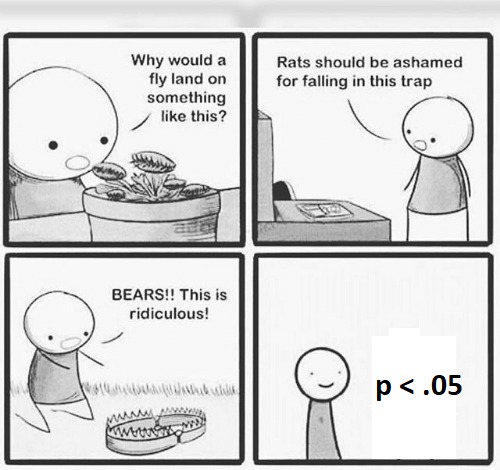 Why would a
fly land on
something
like this?
Rats should be ashamed
for falling in this trap
BEARS!! This is
ridiculous!
p < .05